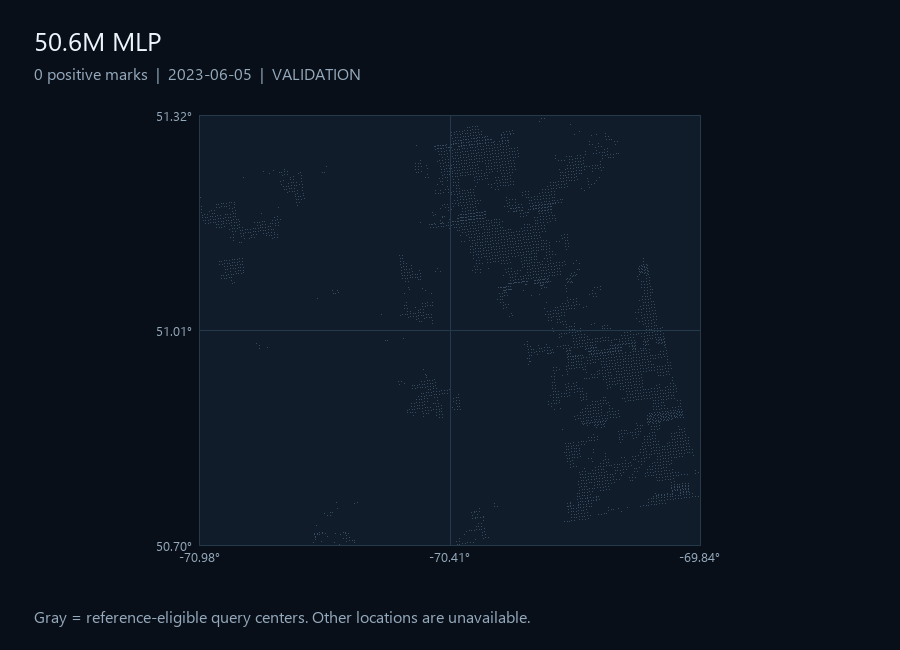 50.6M MLP
0 positive marks | 2023-06-05 | VALIDATION
51.32°
51.01°
50.70°
-70.98°
-70.41°
-69.84°
Gray = reference-eligible query centers. Other locations are unavailable.